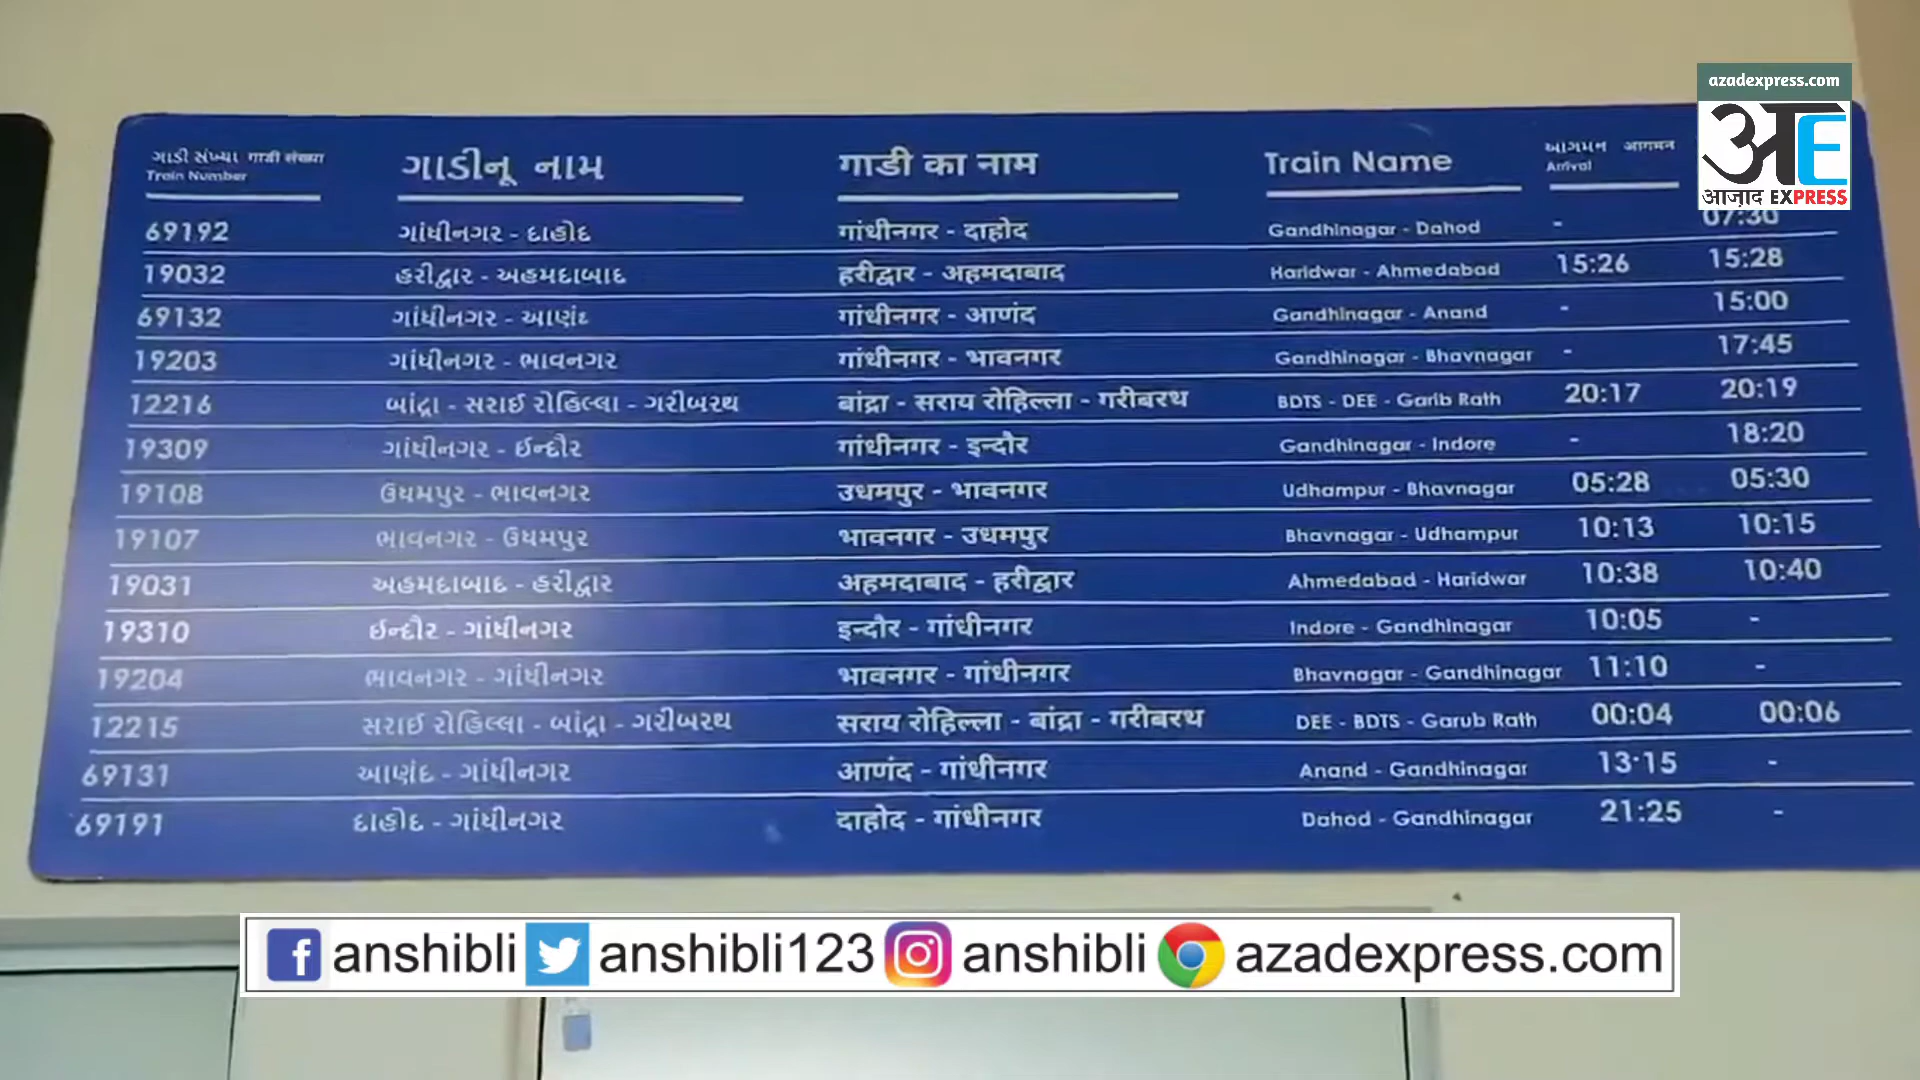 azadexpress.com
अE
आज़ाद EXPRESS
ગાડી સંખ્યા गाडी संख्या
Train Number
ગાડીનૂ નામ
गाडी का नाम
Train Name
આગમન आगमन
Arrival
69192 ગાંધીનગર - દાહોદ गांधीनगर - दाहोद Gandhinagar - Dahod - 07:30
19032 હરીદ્વાર - અહમદાબાદ हरीद्वार - अहमदाबाद Haridwar - Ahmedabad 15:26 15:28
69132 ગાંધીનગર - આણંદ गांधीनगर - आणंद Gandhinagar - Anand - 15:00
19203 ગાંધીનગર - ભાવનગર गांधीनगर - भावनगर Gandhinagar - Bhavnagar - 17:45
12216 બાંદ્રા - સરાઈ રોહિલ્લા - ગરીબરથ बांद्रा - सराय रोहिल्ला - गरीबरथ BDTS - DEE - Garib Rath 20:17 20:19
19309 ગાંધીનગર - ઈન્દૌર गांधीनगर - इन्दौर Gandhinagar - Indore - 18:20
19108 ઉધમપુર - ભાવનગર उधमपुर - भावनगर Udhampur - Bhavnagar 05:28 05:30
19107 ભાવનગર - ઉધમપુર भावनगर - उधमपुर Bhavnagar - Udhampur 10:13 10:15
19031 અહમદાબાદ - હરીદ્વાર अहमदाबाद - हरीद्वार Ahmedabad - Haridwar 10:38 10:40
19310 ઈન્દૌર - ગાંધીનગર इन्दौर - गांधीनगर Indore - Gandhinagar 10:05 -
19204 ભાવનગર - ગાંધીનગર भावनगर - गांधीनगर Bhavnagar - Gandhinagar 11:10 -
12215 સરાઈ રોહિલ્લા - બાંદ્રા - ગરીબરથ सराय रोहिल्ला - बांद्रा - गरीबरथ DEE - BDTS - Garub Rath 00:04 00:06
69131 આણંદ - ગાંધીનગર आणंद - गांधीनगर Anand - Gandhinagar 13:15 -
69191 દાહોદ - ગાંધીનગર दाहोद - गांधीनगर Dahod - Gandhinagar 21:25 -
anshibli anshibli123 anshibli azadexpress.com